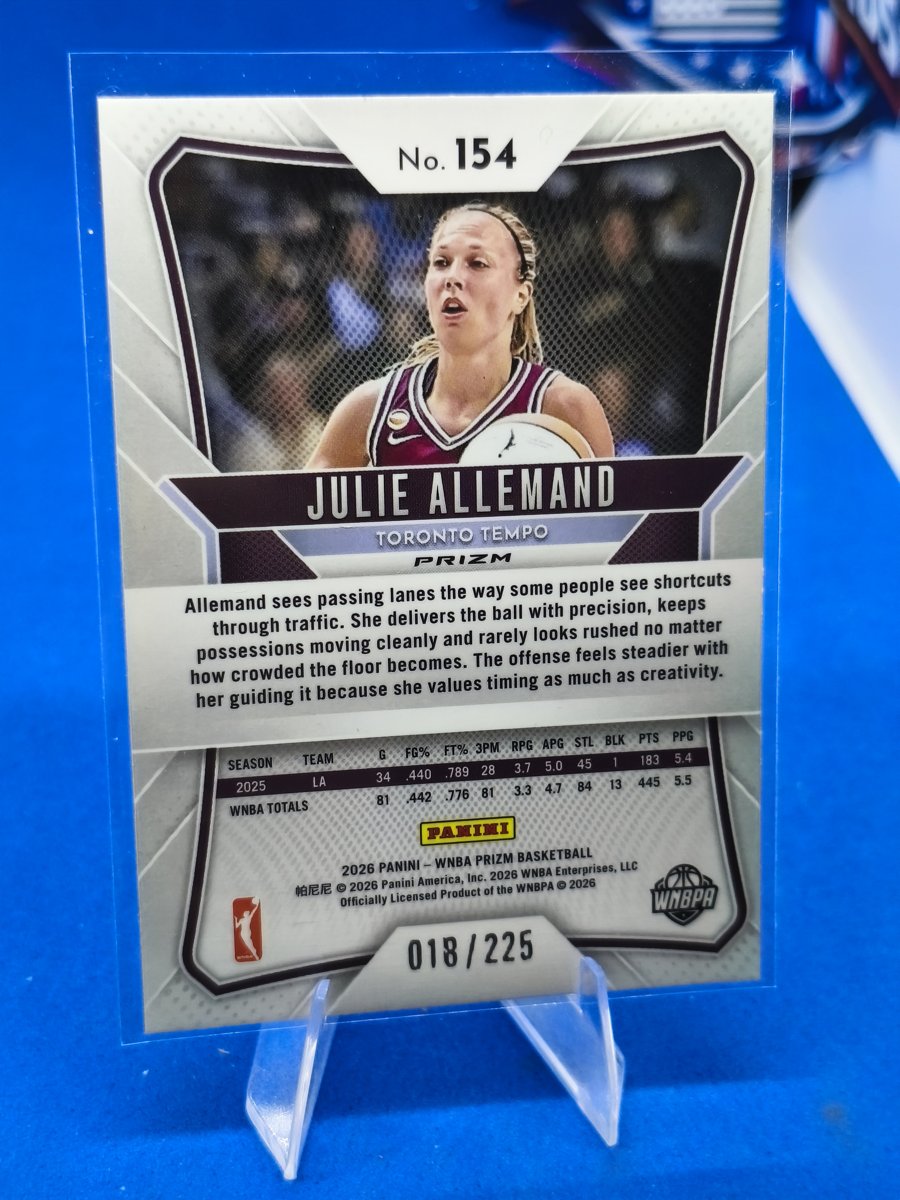 No. 154
JULIE ALLEMAND
TORONTO TEMPO
PRIZM
Allemand sees passing lanes the way some people see shortcuts
through traffic. She delivers the ball with precision, keeps
possessions moving cleanly and rarely looks rushed no matter
how crowded the floor becomes. The offense feels steadier with
her guiding it because she values timing as much as creativity.
SEASON TEAM G FG% FT% 3PM RPG APG STL BLK PTS PPG
2025 LA 34 .440 .789 28 3.7 5.0 45 1 183 5.4
WNBA TOTALS 81 .442 .776 81 3.3 4.7 84 13 445 5.5
PANINI
2026 PANINI – WNBA PRIZM BASKETBALL
帕尼尼 © 2026 Panini America, Inc. 2026 WNBA Enterprises, LLC
Officially Licensed Product of the WNBPA © 2026
WNBPA
018/225